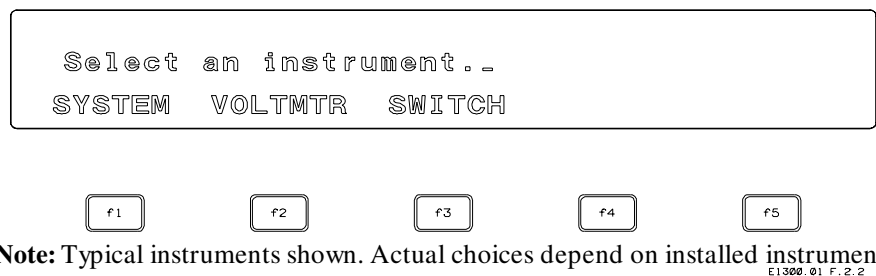 Select an instrument._
SYSTEM VOLTMTR SWITCH
f1 f2 f3 f4 f5
Note: Typical instruments shown. Actual choices depend on installed instrumen
E1300.01 F.2.2